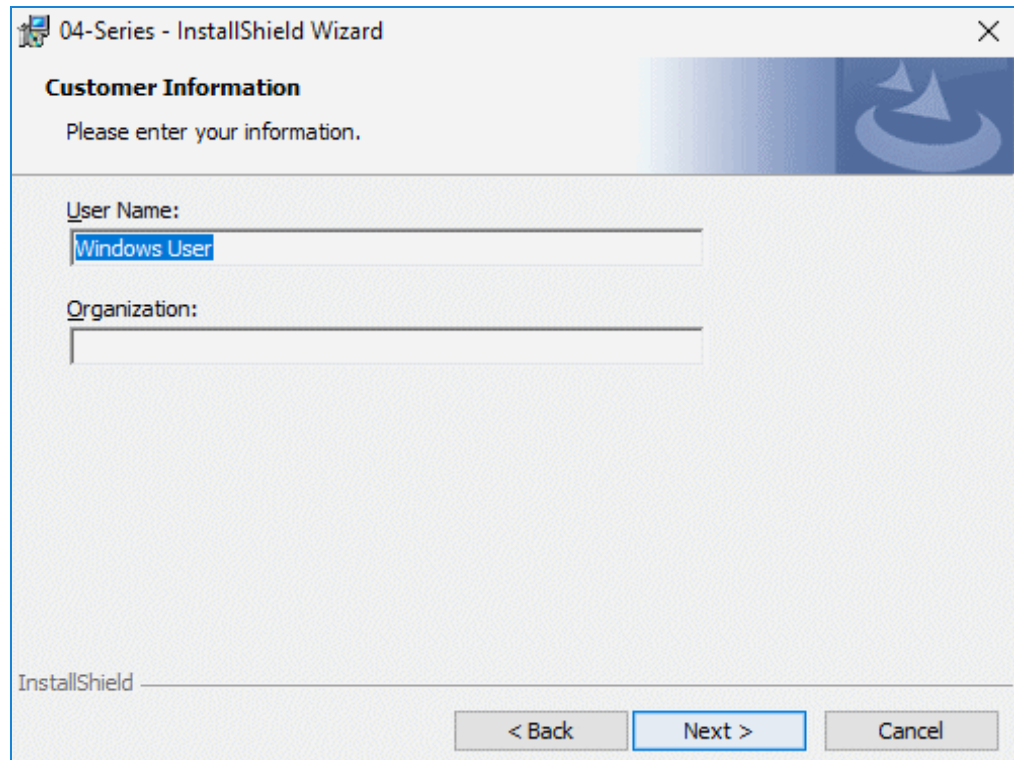 04-Series - InstallShield Wizard
Customer Information
Please enter your information.
User Name:
Windows User
Organization:
InstallShield
< Back
Next >
Cancel